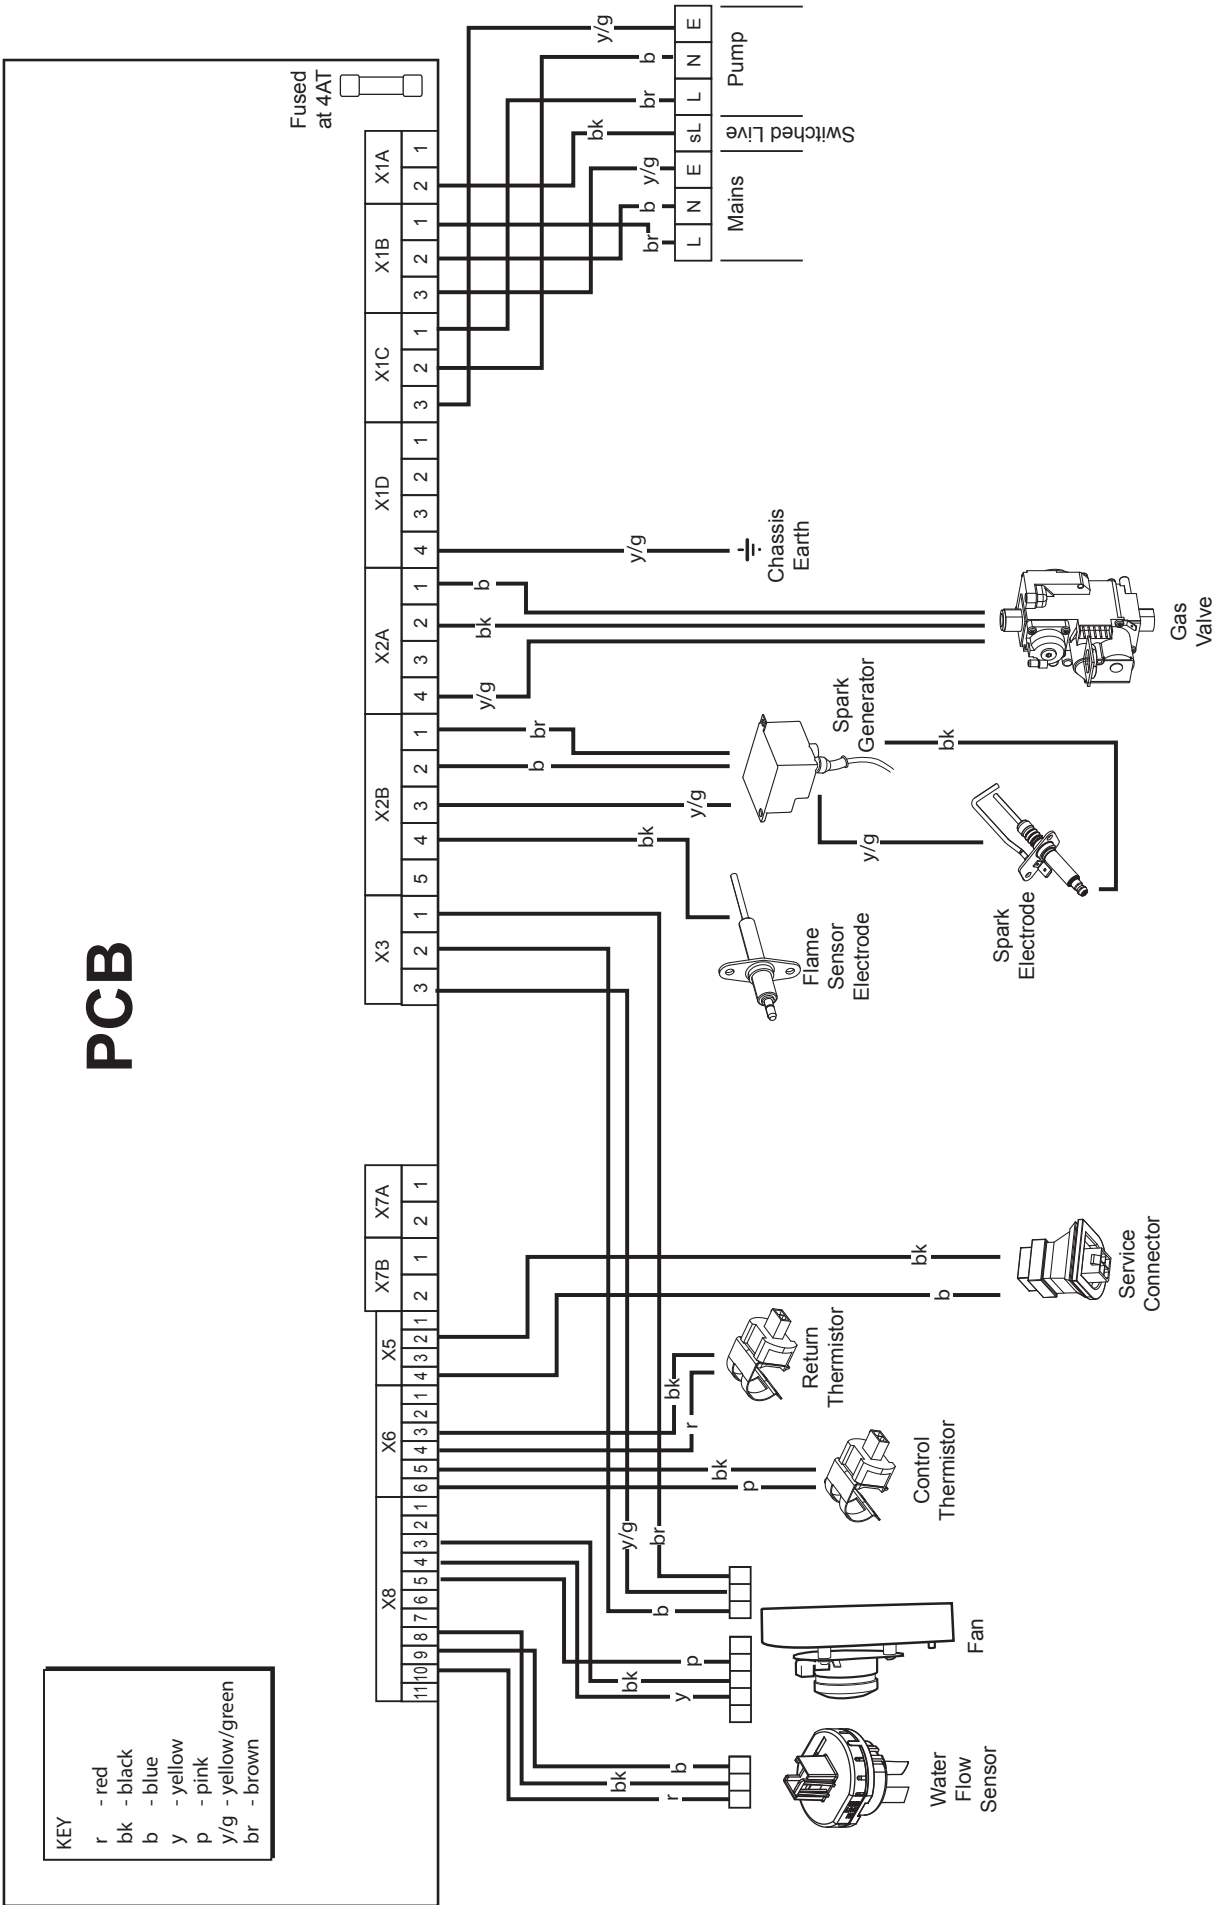 KEY
r - red
bk - black
b - blue
y - yellow
p - pink
y/g - yellow/green
br - brown
PCB
Fused
at 4AT
X8 X6 X5 X7B X7A X3 X2B X2A X1D X1C X1B X1A
11 10 9 8 7 6 5 4 3 2 1 6 5 4 3 2 1 4 3 2 1 2 1 2 1 3 2 1 5 4 3 2 1 4 3 2 1 4 3 2 1 3 2 1 3 2 1 2 1
r
bk
b
Water
Flow
Sensor
y
bk
p
b
y/g
br
Fan
p
bk
Control
Thermistor
r
bk
Return
Thermistor
b
bk
Service
Connector
bk
Flame
Sensor
Electrode
y/g
b
br
Spark
Generator
y/g
bk
Spark
Electrode
y/g
bk
b
Gas
Valve
y/g
Chassis
Earth
br
b
y/g
bk
br
b
y/g
L N E sL L N E
Mains
Switched Live
Pump